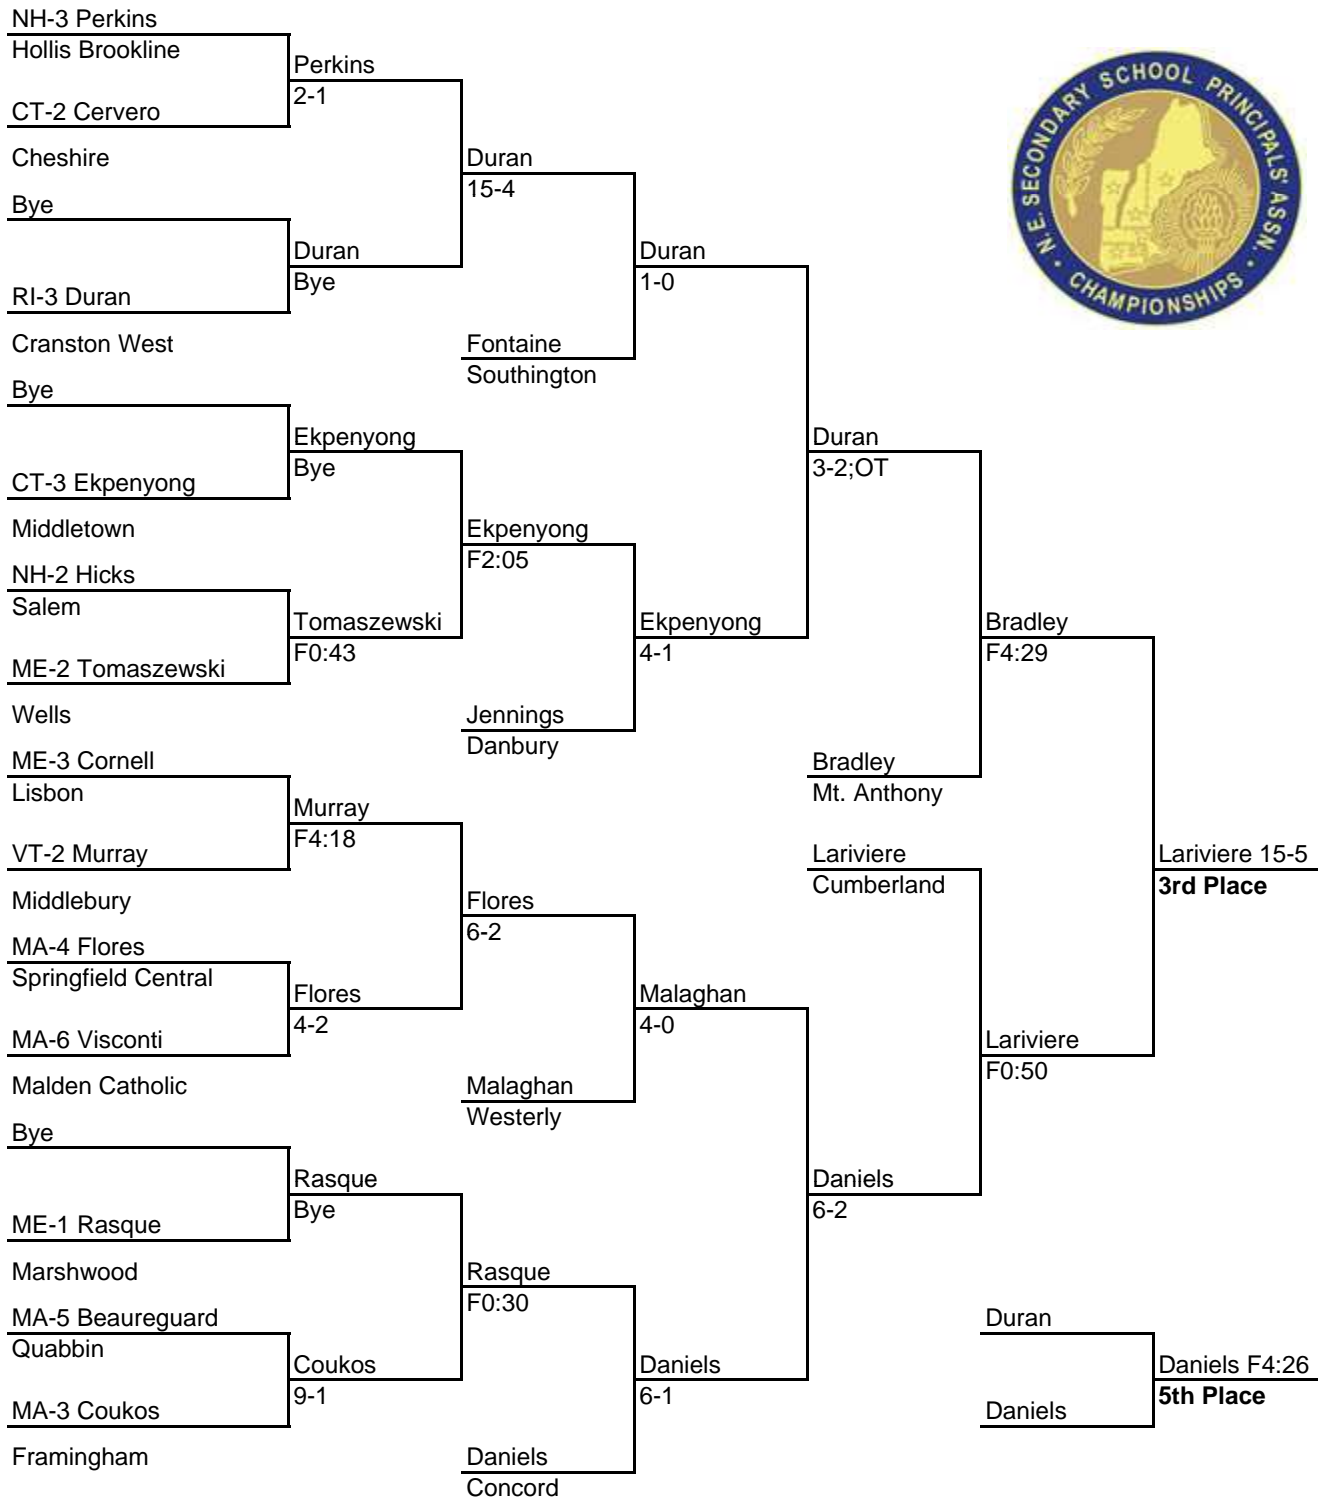 NH-3 Perkins
Hollis Brookline
Perkins
2-1
CT-2 Cervero
Cheshire
Duran
15-4
Bye
Duran
Bye
RI-3 Duran
Cranston West
Duran
1-0
Fontaine
Southington
Bye
Ekpenyong
Bye
CT-3 Ekpenyong
Middletown
Ekpenyong
F2:05
NH-2 Hicks
Salem
Tomaszewski
F0:43
ME-2 Tomaszewski
Wells
Ekpenyong
4-1
Jennings
Danbury
Duran
3-2;OT
Bradley
Mt. Anthony
Bradley
F4:29
ME-3 Cornell
Lisbon
Murray
F4:18
VT-2 Murray
Middlebury
Flores
6-2
MA-4 Flores
Springfield Central
Flores
4-2
MA-6 Visconti
Malden Catholic
Malaghan
4-0
Malaghan
Westerly
Lariviere
Cumberland
Lariviere 15-5
3rd Place
Lariviere
F0:50
Bye
Rasque
Bye
ME-1 Rasque
Marshwood
Rasque
F0:30
MA-5 Beaureguard
Quabbin
Coukos
9-1
MA-3 Coukos
Framingham
Daniels
6-1
Daniels
Concord
Daniels
6-2
Duran
Daniels F4:26
5th Place
Daniels
N.E. SECONDARY SCHOOL PRINCIPALS' ASSN.
CHAMPIONSHIPS